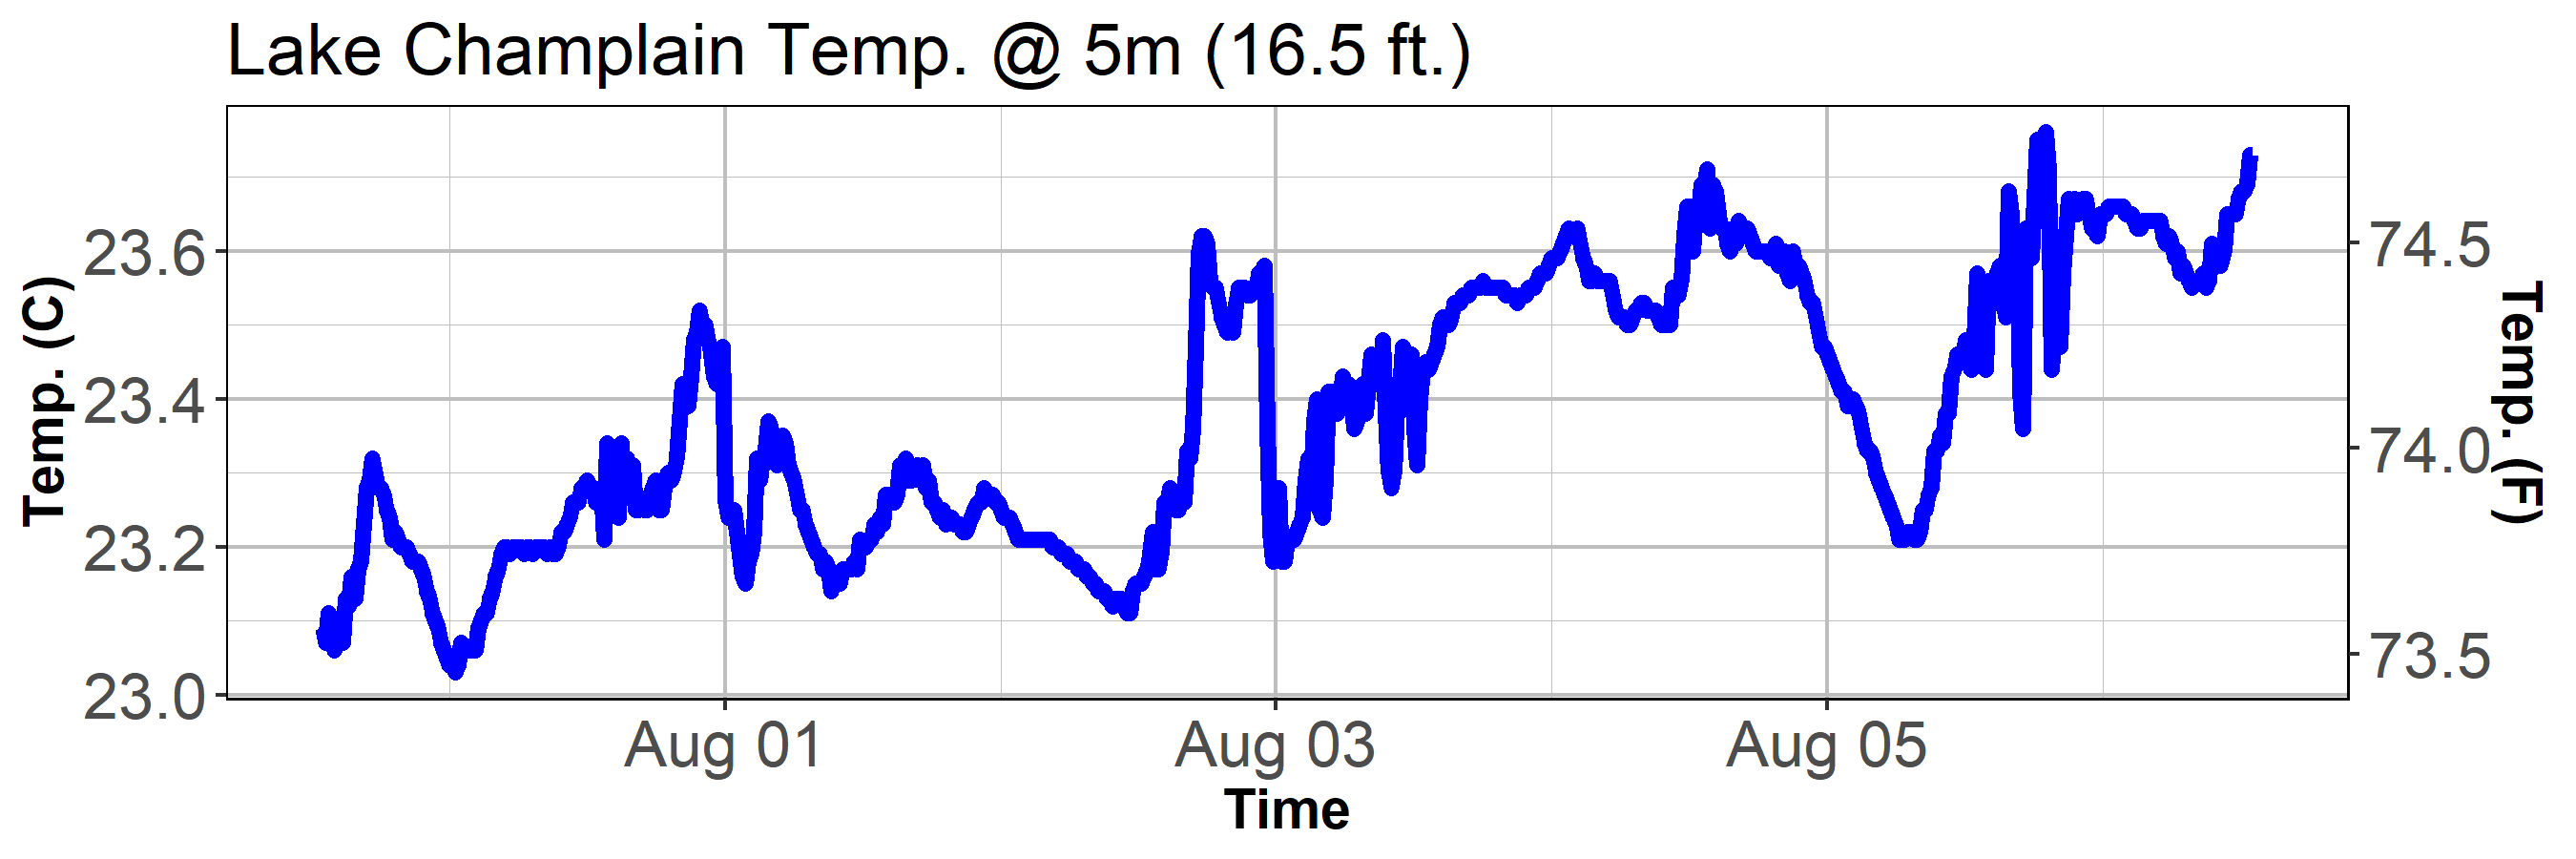 Lake Champlain Temp. @ 5m (16.5 ft.)
Temp. (C)
23.6
23.4
23.2
23.0
74.5
74.0
73.5
Temp. (F)
Aug 01 Aug 03 Aug 05
Time